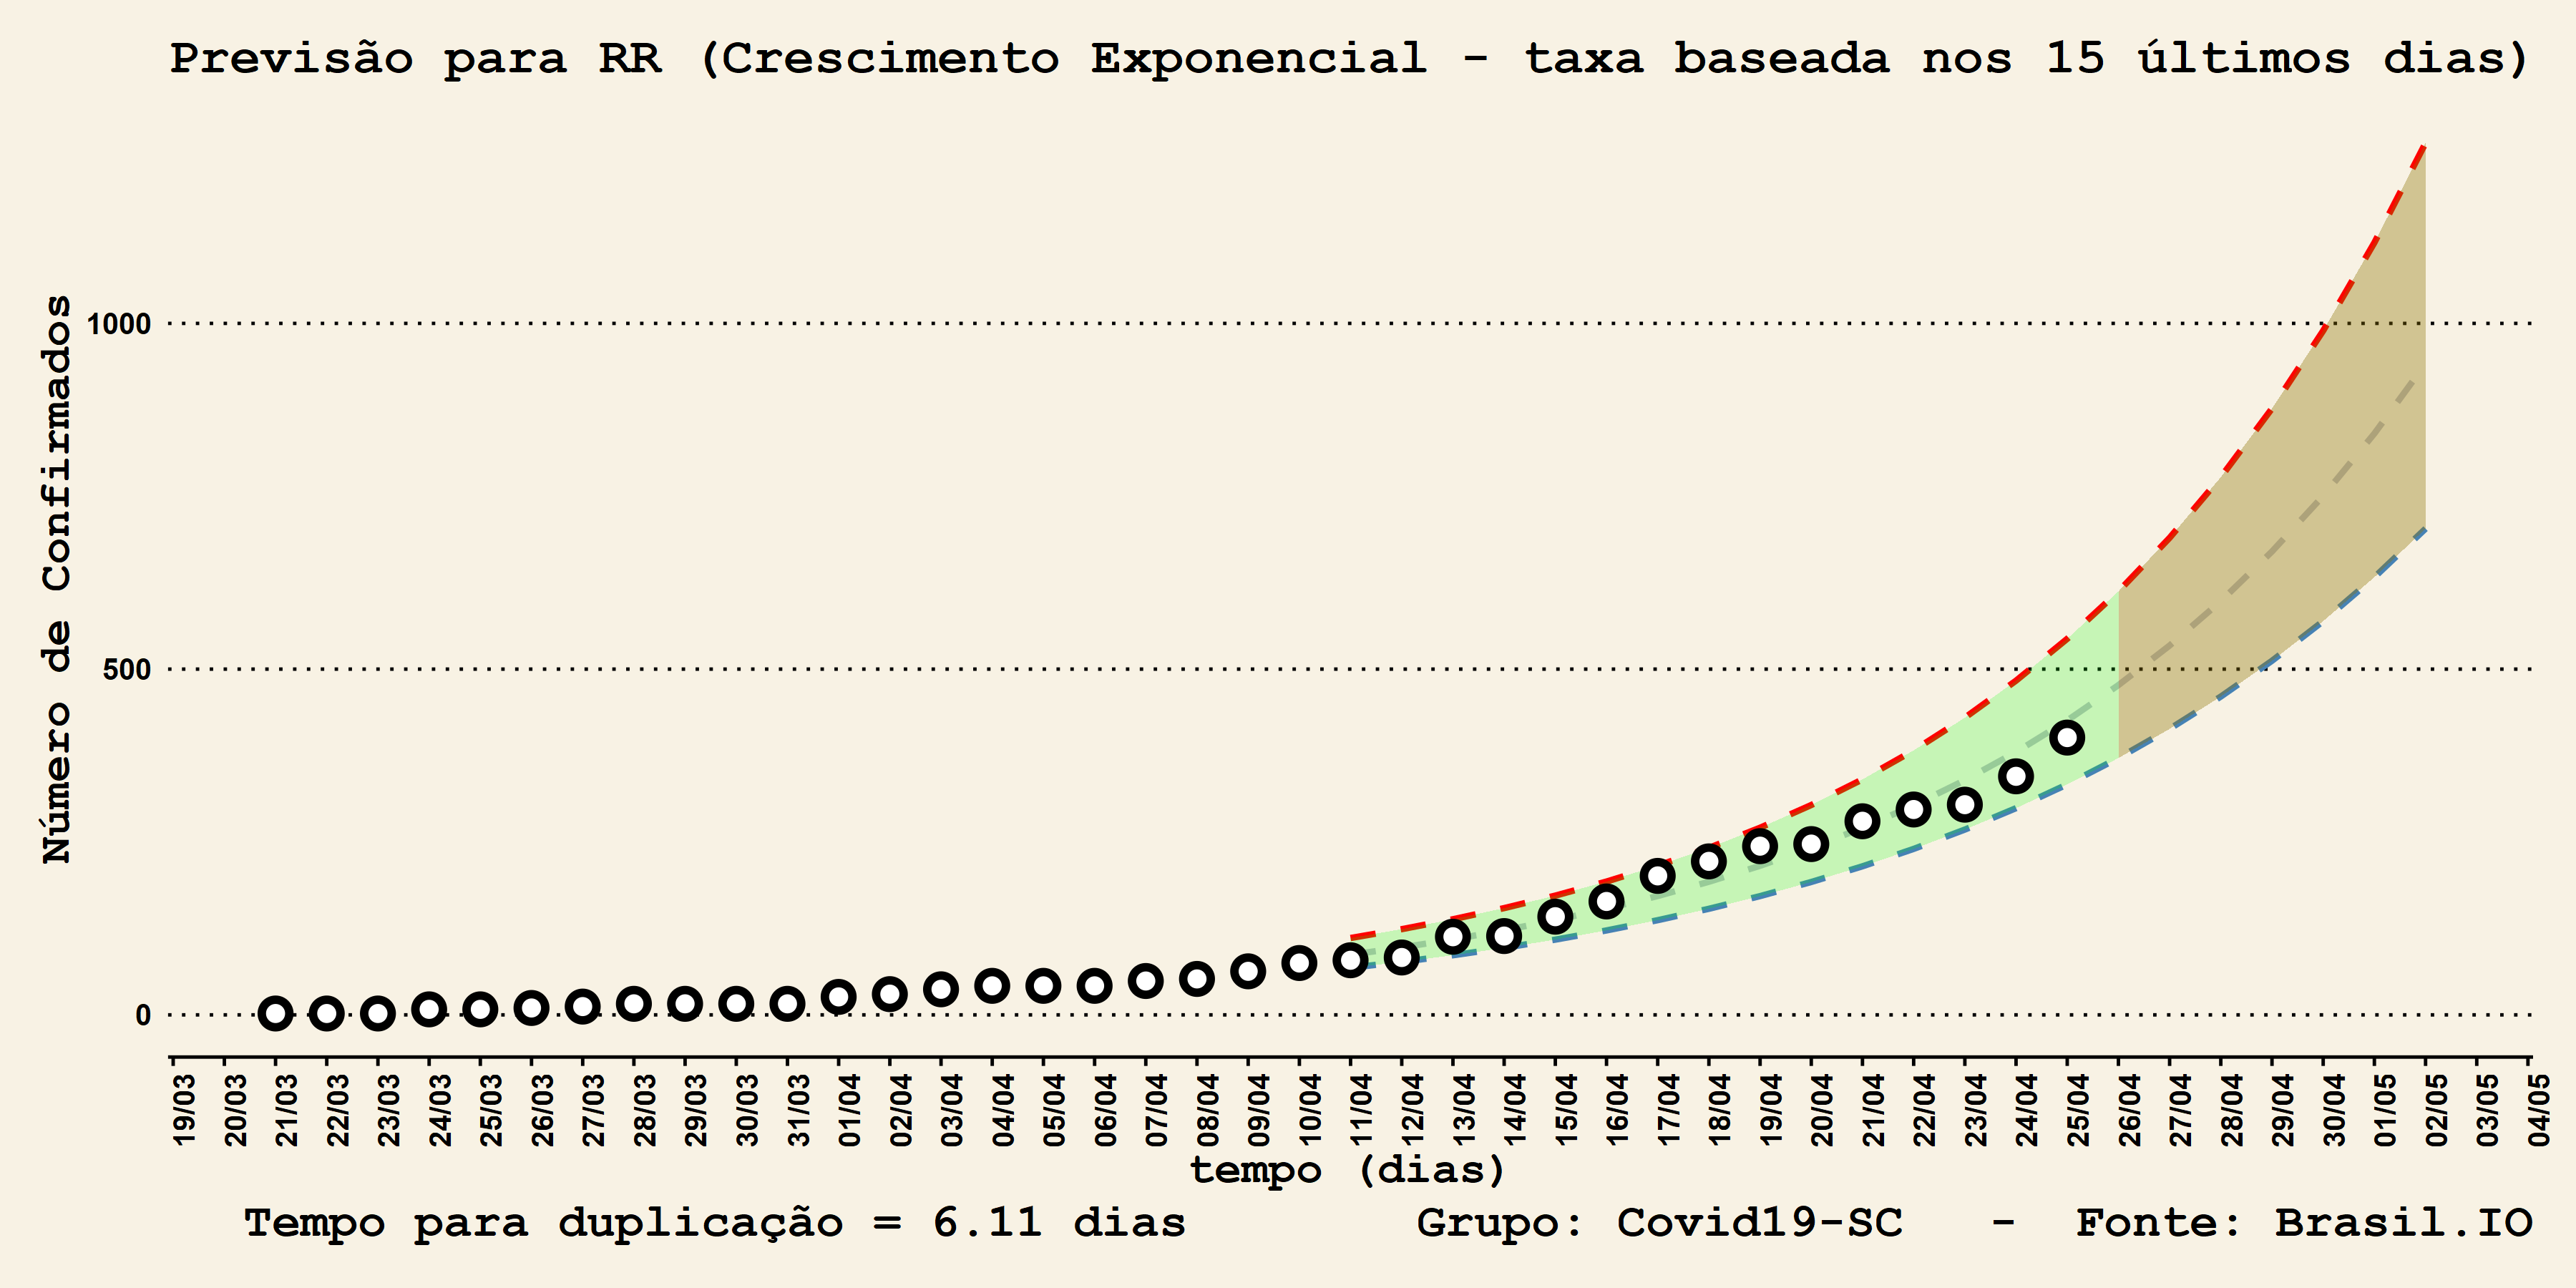 Previsão para RR (Crescimento Exponencial - taxa baseada nos 15 últimos dias)
Número de Confirmados
1000
500
0
19/03 20/03 21/03 22/03 23/03 24/03 25/03 26/03 27/03 28/03 29/03 30/03 31/03 01/04 02/04 03/04 04/04 05/04 06/04 07/04 08/04 09/04 10/04 11/04 12/04 13/04 14/04 15/04 16/04 17/04 18/04 19/04 20/04 21/04 22/04 23/04 24/04 25/04 26/04 27/04 28/04 29/04 30/04 01/05 02/05 03/05 04/05
tempo (dias)
Tempo para duplicação = 6.11 dias Grupo: Covid19-SC - Fonte: Brasil.IO